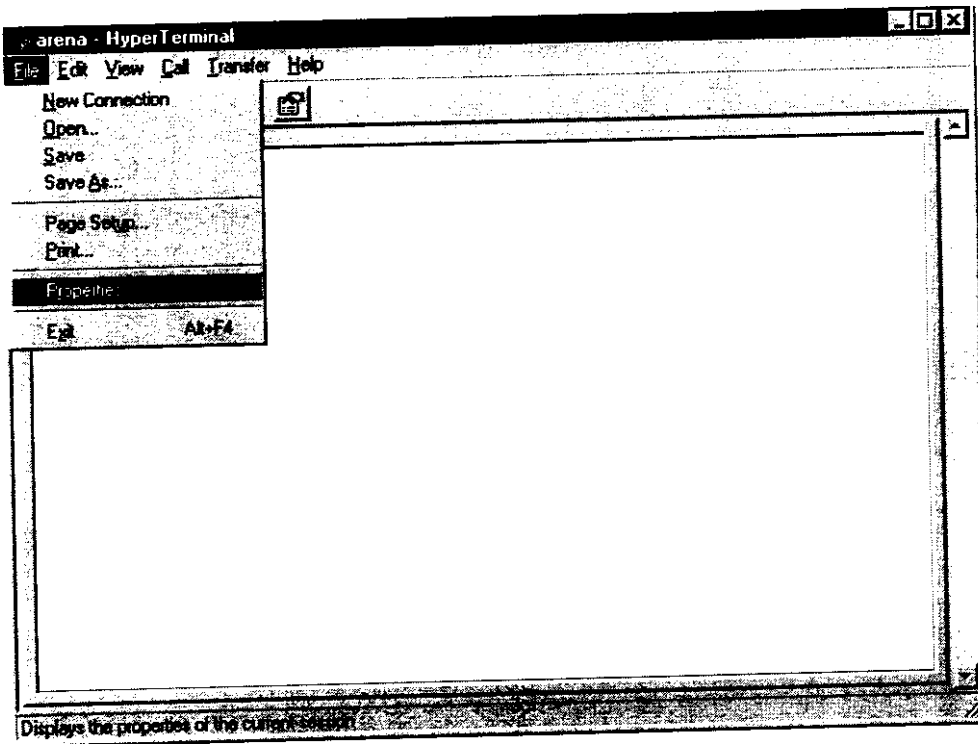 arena - HyperTerminal
File Edit View Call Transfer Help
New Connection
Open...
Save
Save As...
Page Setup...
Print...
Properties
Exit Alt+F4
Displays the properties of the current session